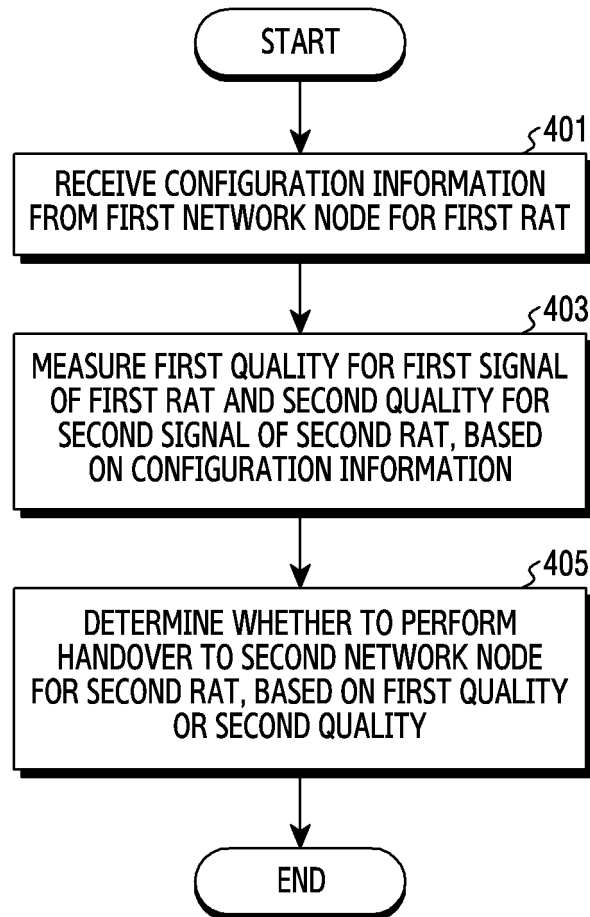 START
401
RECEIVE CONFIGURATION INFORMATION
FROM FIRST NETWORK NODE FOR FIRST RAT
403
MEASURE FIRST QUALITY FOR FIRST SIGNAL
OF FIRST RAT AND SECOND QUALITY FOR
SECOND SIGNAL OF SECOND RAT, BASED
ON CONFIGURATION INFORMATION
405
DETERMINE WHETHER TO PERFORM
HANDOVER TO SECOND NETWORK NODE
FOR SECOND RAT, BASED ON FIRST QUALITY
OR SECOND QUALITY
END